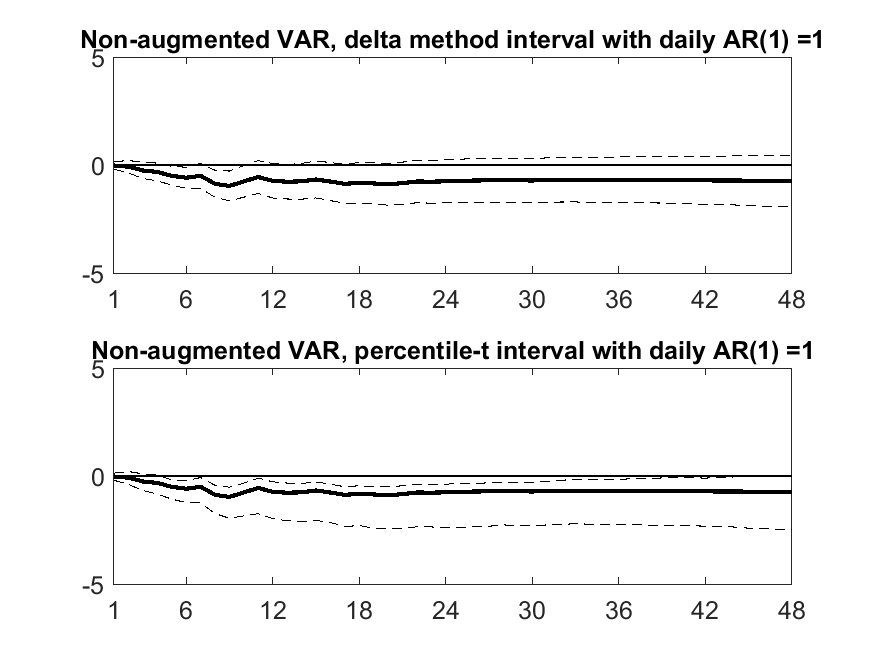 Non-augmented VAR, delta method interval with daily AR(1) =1
5
0
-5
1 6 12 18 24 30 36 42 48
Non-augmented VAR, percentile-t interval with daily AR(1) =1
5
0
-5
1 6 12 18 24 30 36 42 48